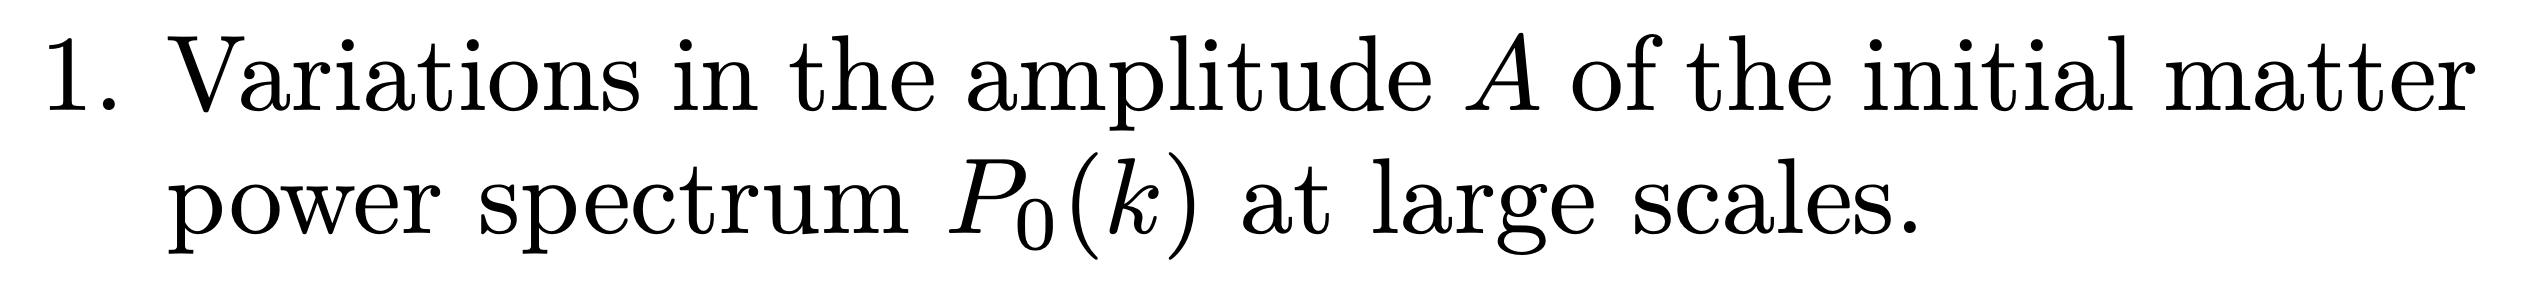 1. Variations in the amplitude A of the initial matter
power spectrum P₀(k) at large scales.